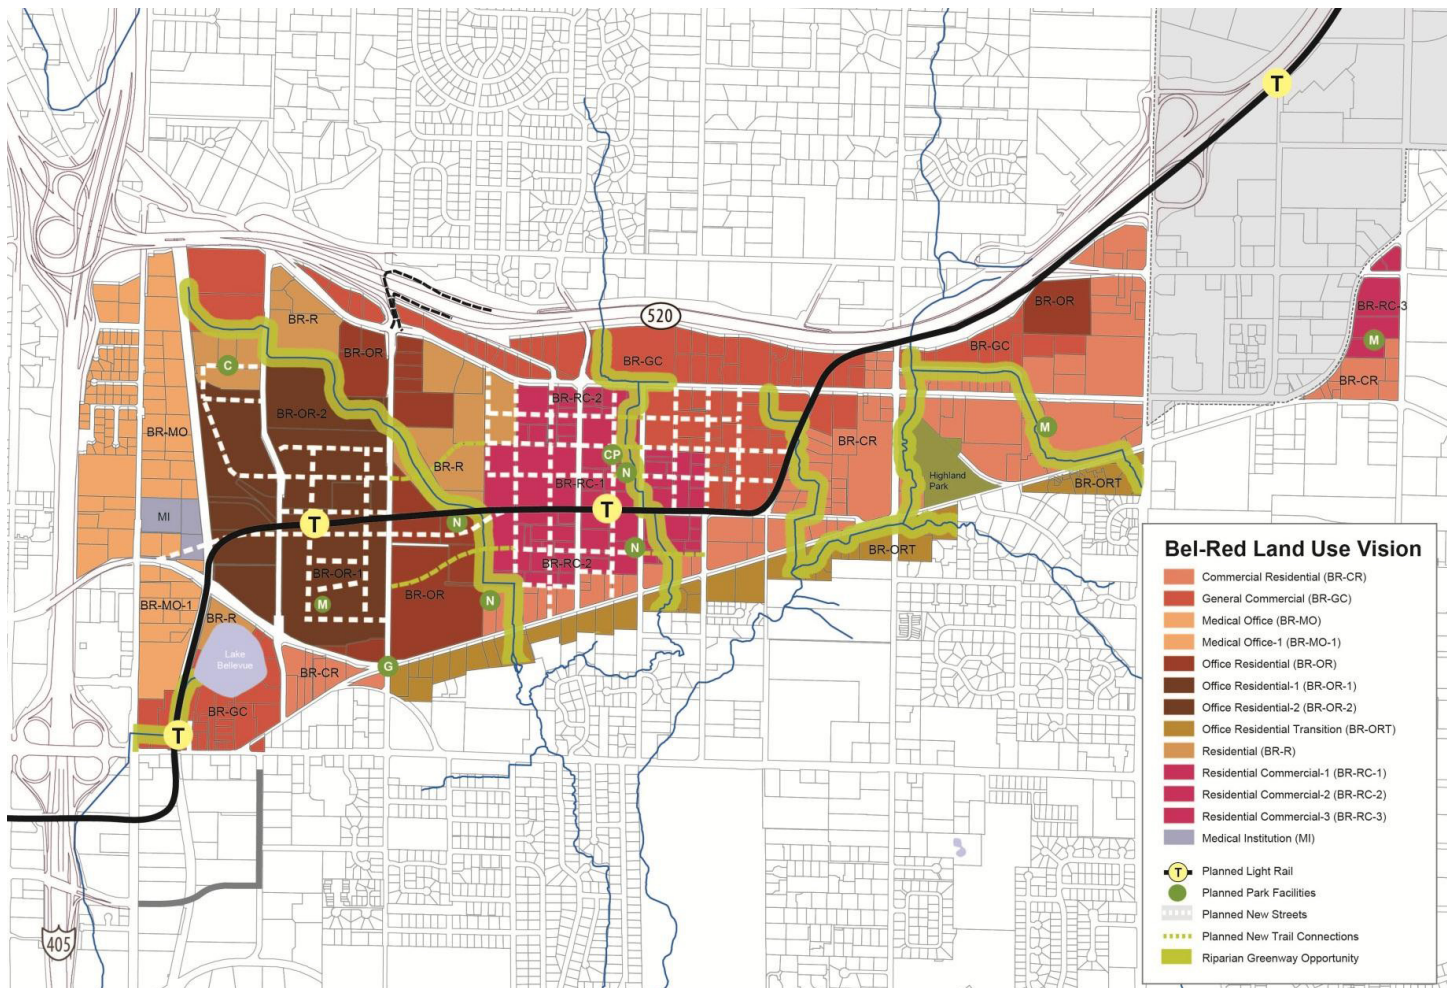 T
BR-RC-3
M
BR-CR
BR-OR
BR-GC
520
BR-R
BR-OR
BR-GC
C
BR-RC-2
BR-OR-2
BR-MO
BR-CR
M
CP
N
BR-R
BR-RC-1
Highland
Park
BR-ORT
MI
T
N
T
N
BR-ORT
BR-RC-2
BR-OR-1
BR-OR
BR-MO-1
M
N
BR-R
Lake
Bellevue
G
BR-CR
BR-GC
T
405
Bel-Red Land Use Vision
Commercial Residential (BR-CR)
General Commercial (BR-GC)
Medical Office (BR-MO)
Medical Office-1 (BR-MO-1)
Office Residential (BR-OR)
Office Residential-1 (BR-OR-1)
Office Residential-2 (BR-OR-2)
Office Residential Transition (BR-ORT)
Residential (BR-R)
Residential Commercial-1 (BR-RC-1)
Residential Commercial-2 (BR-RC-2)
Residential Commercial-3 (BR-RC-3)
Medical Institution (MI)
T Planned Light Rail
Planned Park Facilities
Planned New Streets
Planned New Trail Connections
Riparian Greenway Opportunity